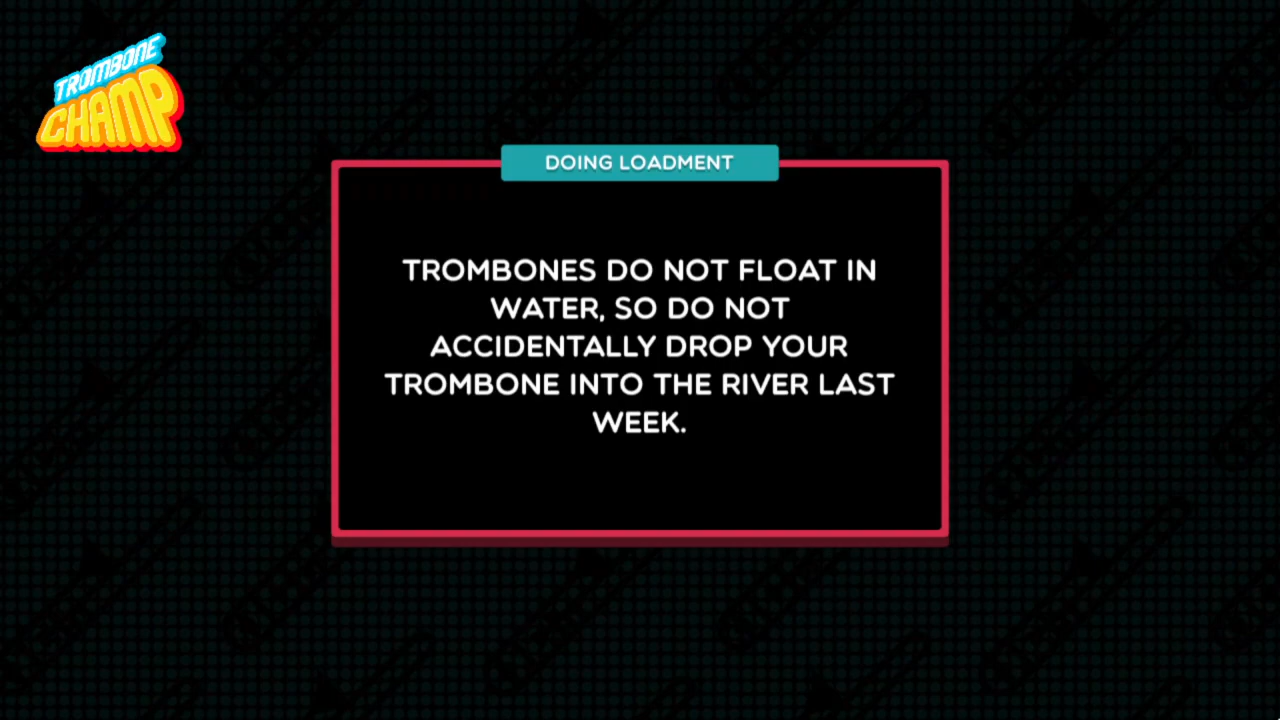 TROMBONE
CHAMP
DOING LOADMENT
TROMBONES DO NOT FLOAT IN
WATER, SO DO NOT
ACCIDENTALLY DROP YOUR
TROMBONE INTO THE RIVER LAST
WEEK.